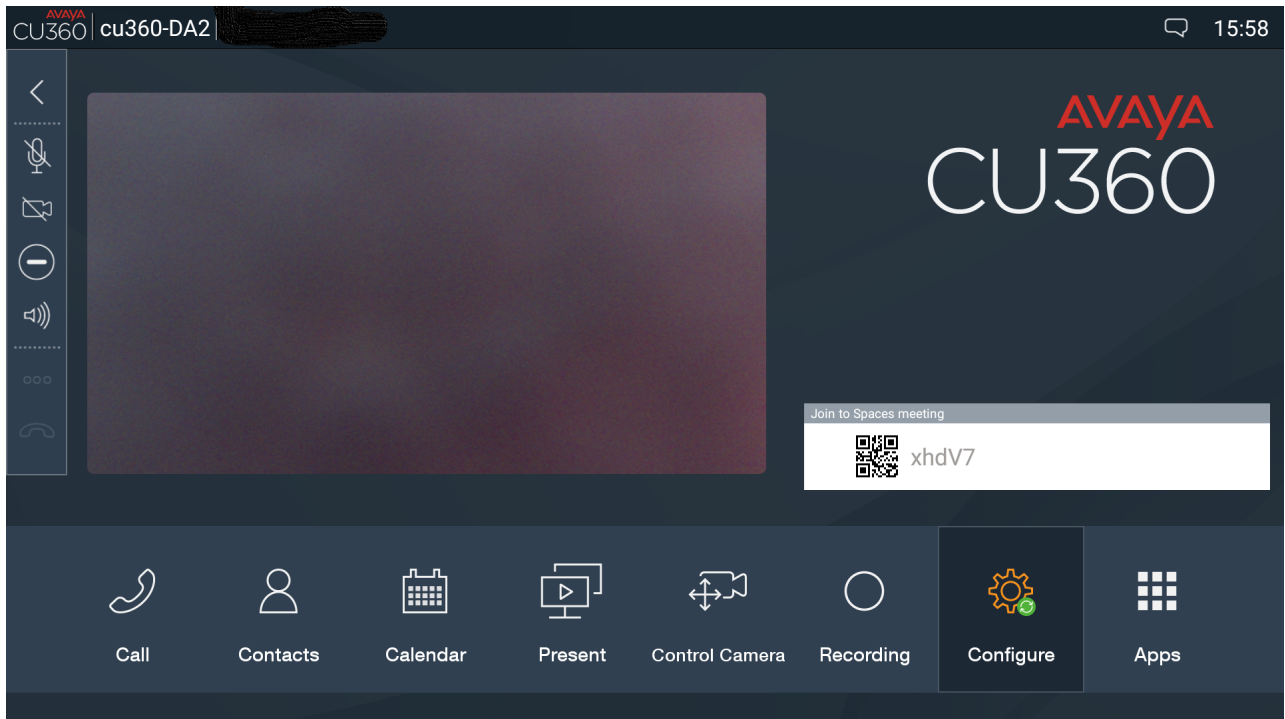 AVAYA
CU360 cu360-DA2 15:58
AVAYA
CU360
Join to Spaces meeting
xhdV7
Call Contacts Calendar Present Control Camera Recording Configure Apps